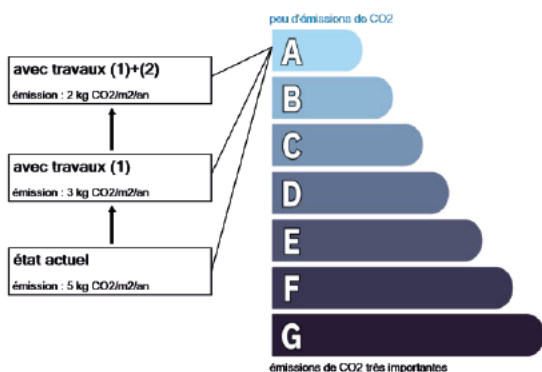 peu d'émissions de CO2
avec travaux (1)+(2)
émission : 2 kg CO2/m2/an
avec travaux (1)
émission : 3 kg CO2/m2/an
état actuel
émission : 5 kg CO2/m2/an
A
B
C
D
E
F
G
émissions de CO2 très importantes